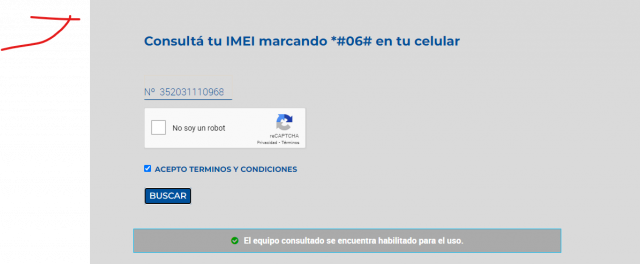 Consultá tu IMEI marcando *#06# en tu celular
Nº 352031110968
No soy un robot
reCAPTCHA
Privacidad - Términos
ACEPTO TERMINOS Y CONDICIONES
BUSCAR
El equipo consultado se encuentra habilitado para el uso.